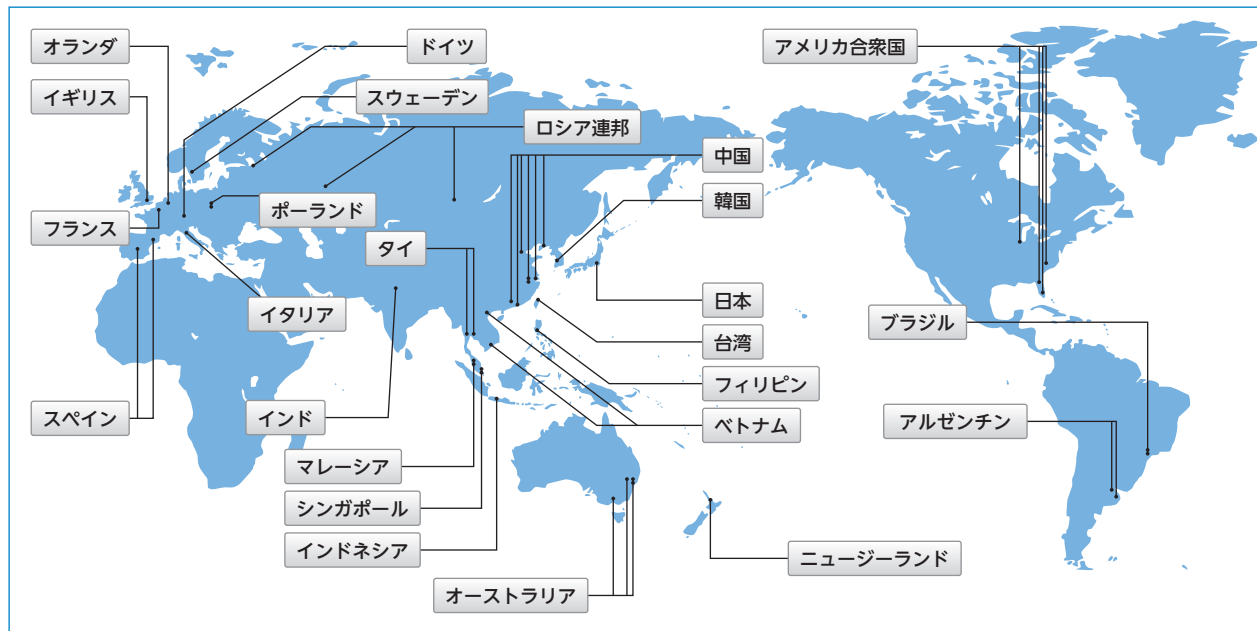 オランダ
ドイツ
アメリカ合衆国
イギリス
スウェーデン
ロシア連邦
中国
韓国
ポーランド
フランス
タイ
日本
イタリア
ブラジル
台湾
フィリピン
スペイン
インド
ベトナム
アルゼンチン
マレーシア
シンガポール
インドネシア
ニュージーランド
オーストラリア